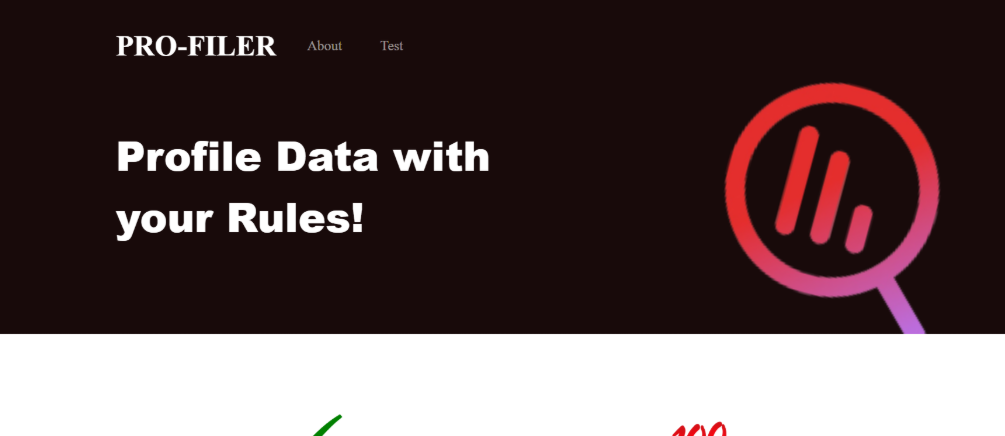 PRO-FILER About Test
Profile Data with
your Rules!